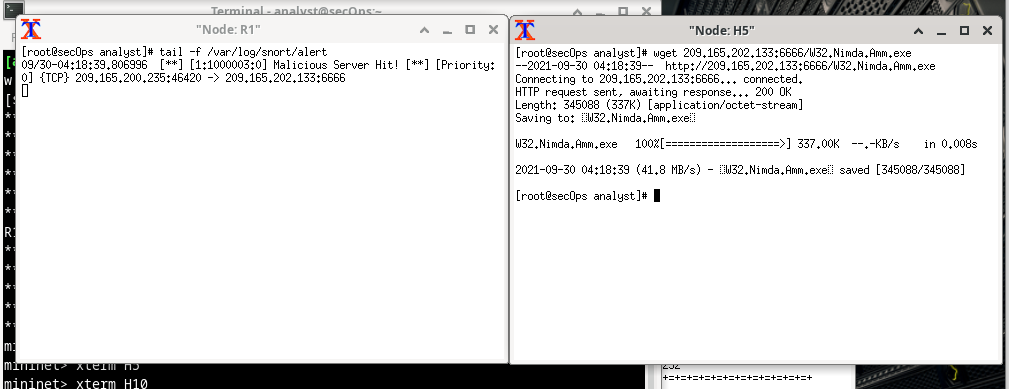 Terminal - analyst@secOps:~
"Node: R1"
[root@secOps analyst]# tail -f /var/log/snort/alert
09/30-04:18:39.806996  [**] [1:1000003:0] Malicious Server Hit! [**] [Priority:
0] {TCP} 209.165.200.235:46420 -> 209.165.202.133:6666
"Node: H5"
[root@secOps analyst]# wget 209.165.202.133:6666/W32.Nimda.Amm.exe
--2021-09-30 04:18:39--  http://209.165.202.133:6666/W32.Nimda.Amm.exe
Connecting to 209.165.202.133:6666... connected.
HTTP request sent, awaiting response... 200 OK
Length: 345088 (337K) [application/octet-stream]
Saving to: W32.Nimda.Amm.exe
W32.Nimda.Amm.exe   100%[===================>] 337.00K  --.-KB/s    in 0.008s
2021-09-30 04:18:39 (41.8 MB/s) - W32.Nimda.Amm.exe saved [345088/345088]
[root@secOps analyst]#
mininet> xterm H5
mininet> xterm H10
+=+=+=+=+=+=+=+=+=+=+=+=+